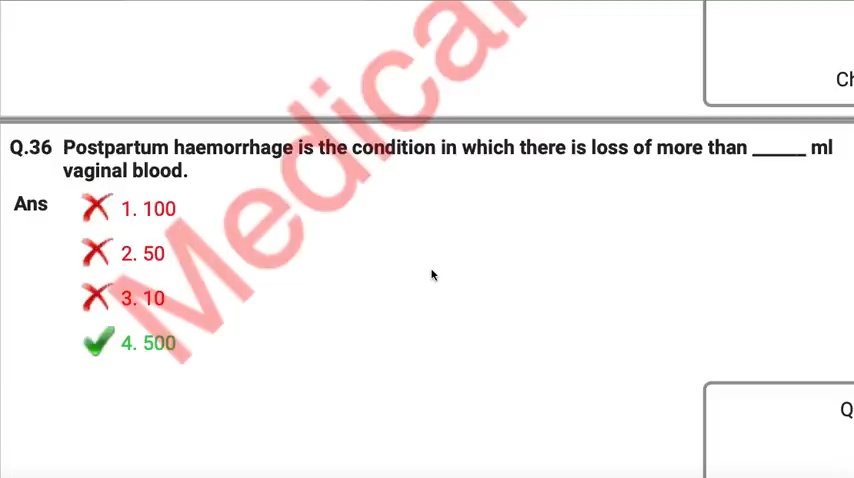 Medical
Ch
Q.36 Postpartum haemorrhage is the condition in which there is loss of more than ______ ml
vaginal blood.
Ans
1. 100
2. 50
3. 10
4. 500
Q